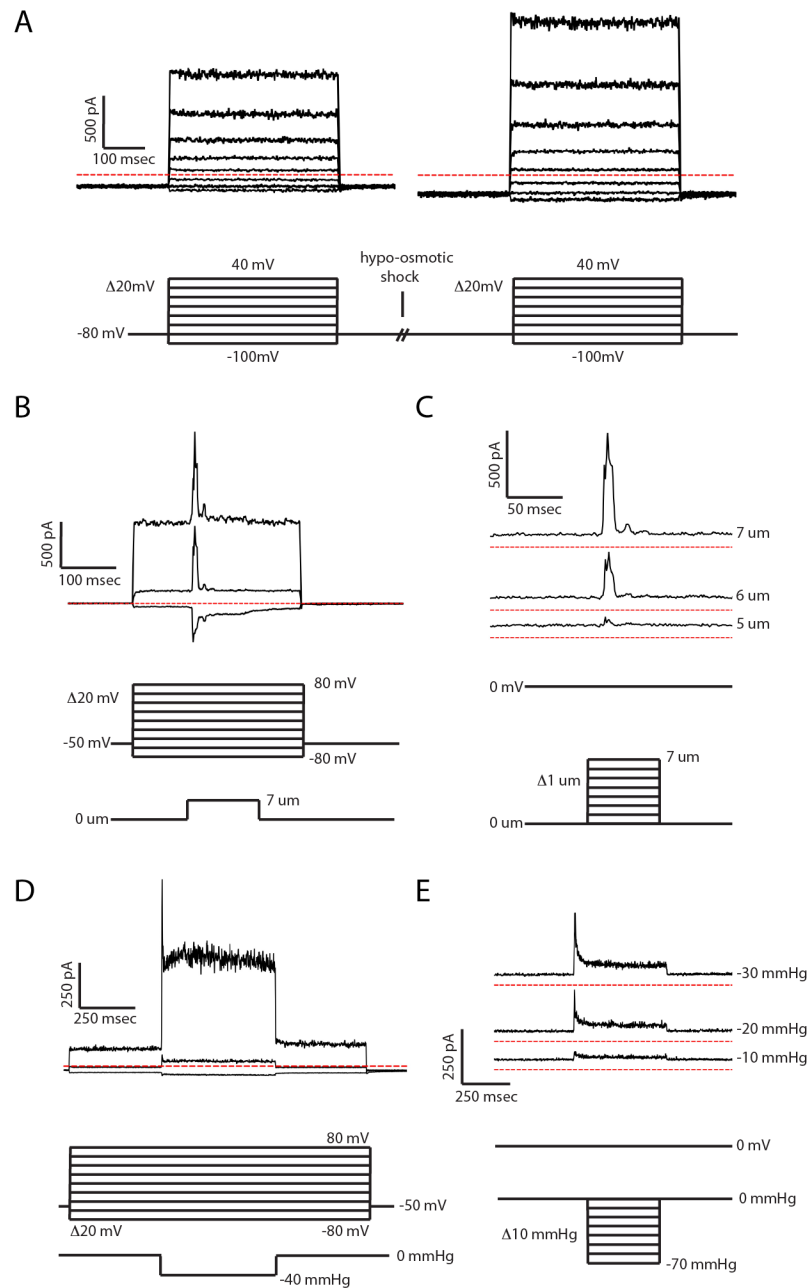 A
500 pA
100 msec
hypo-osmotic
shock
40 mV
Δ20mV
-80 mV
-100mV
40 mV
Δ20mV
-100mV
B
500 pA
100 msec
Δ20 mV
80 mV
-50 mV
-80 mV
7 um
0 um
C
500 pA
50 msec
7 um
6 um
5 um
0 mV
7 um
Δ1 um
0 um
D
250 pA
250 msec
80 mV
-50 mV
Δ20 mV
-80 mV
0 mmHg
-40 mmHg
E
-30 mmHg
-20 mmHg
-10 mmHg
250 pA
250 msec
0 mV
0 mmHg
Δ10 mmHg
-70 mmHg